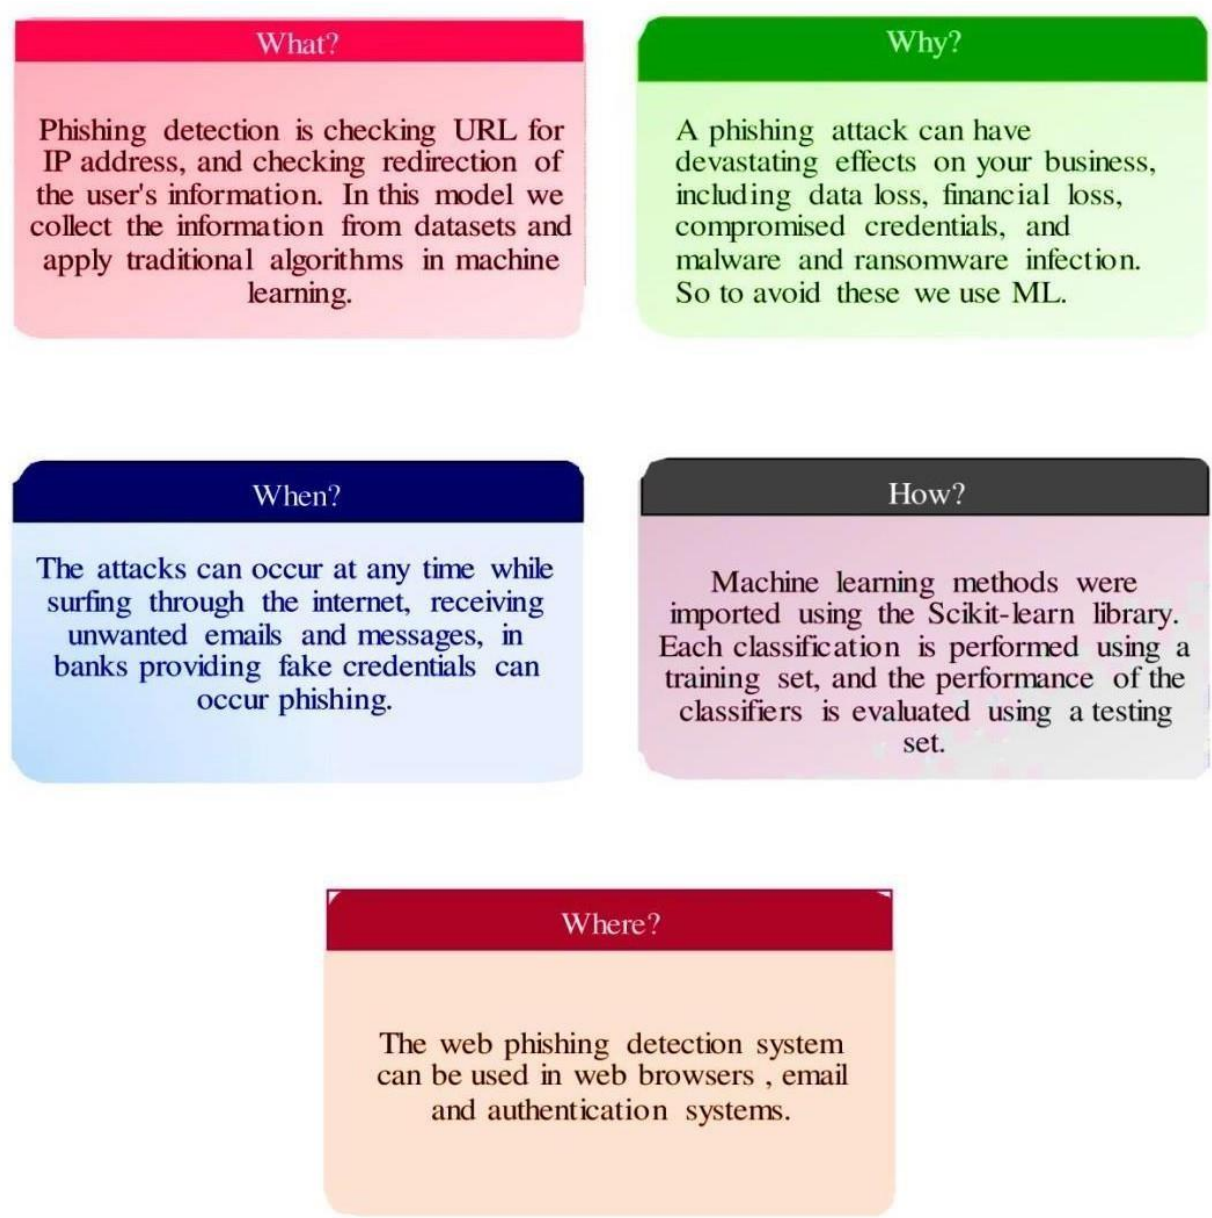 What?
Phishing detection is checking URL for
IP address, and checking redirection of
the user's information. In this model we
collect the information from datasets and
apply traditional algorithms in machine
learning.
Why?
A phishing attack can have
devastating effects on your business,
including data loss, financial loss,
compromised credentials, and
malware and ransomware infection.
So to avoid these we use ML.
When?
The attacks can occur at any time while
surfing through the internet, receiving
unwanted emails and messages, in
banks providing fake credentials can
occur phishing.
How?
Machine learning methods were
imported using the Scikit-learn library.
Each classification is performed using a
training set, and the performance of the
classifiers is evaluated using a testing
set.
Where?
The web phishing detection system
can be used in web browsers , email
and authentication systems.